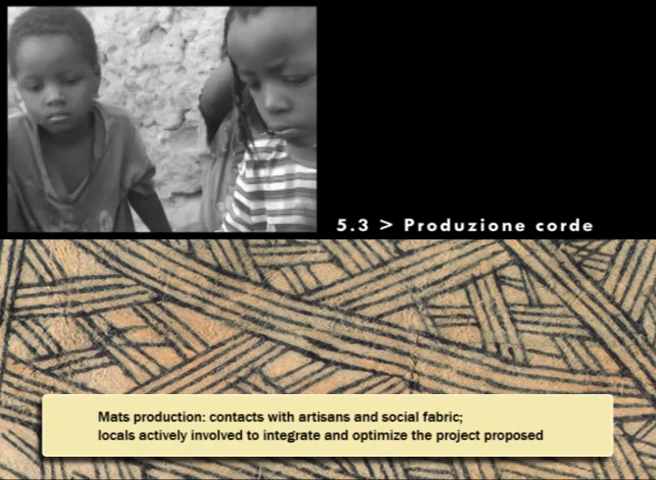 5.3 > Produzione corde
Mats production: contacts with artisans and social fabric;
locals actively involved to integrate and optimize the project proposed